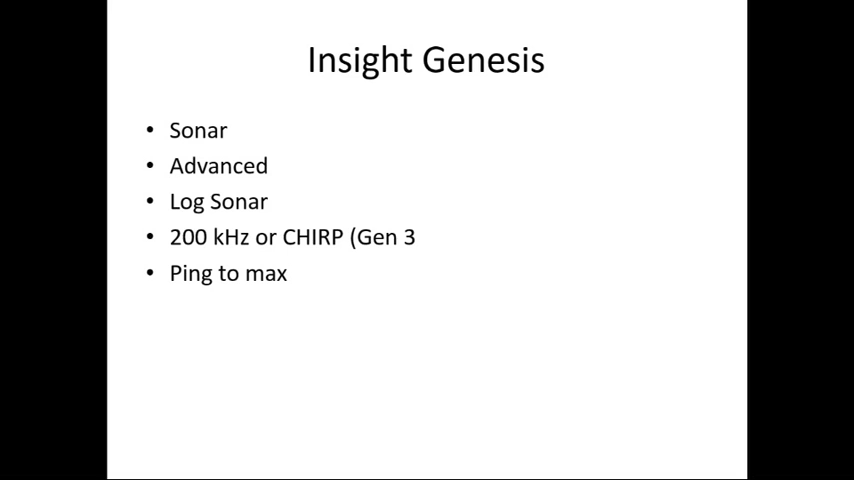 Insight Genesis
• Sonar
• Advanced
• Log Sonar
• 200 kHz or CHIRP (Gen 3
• Ping to max